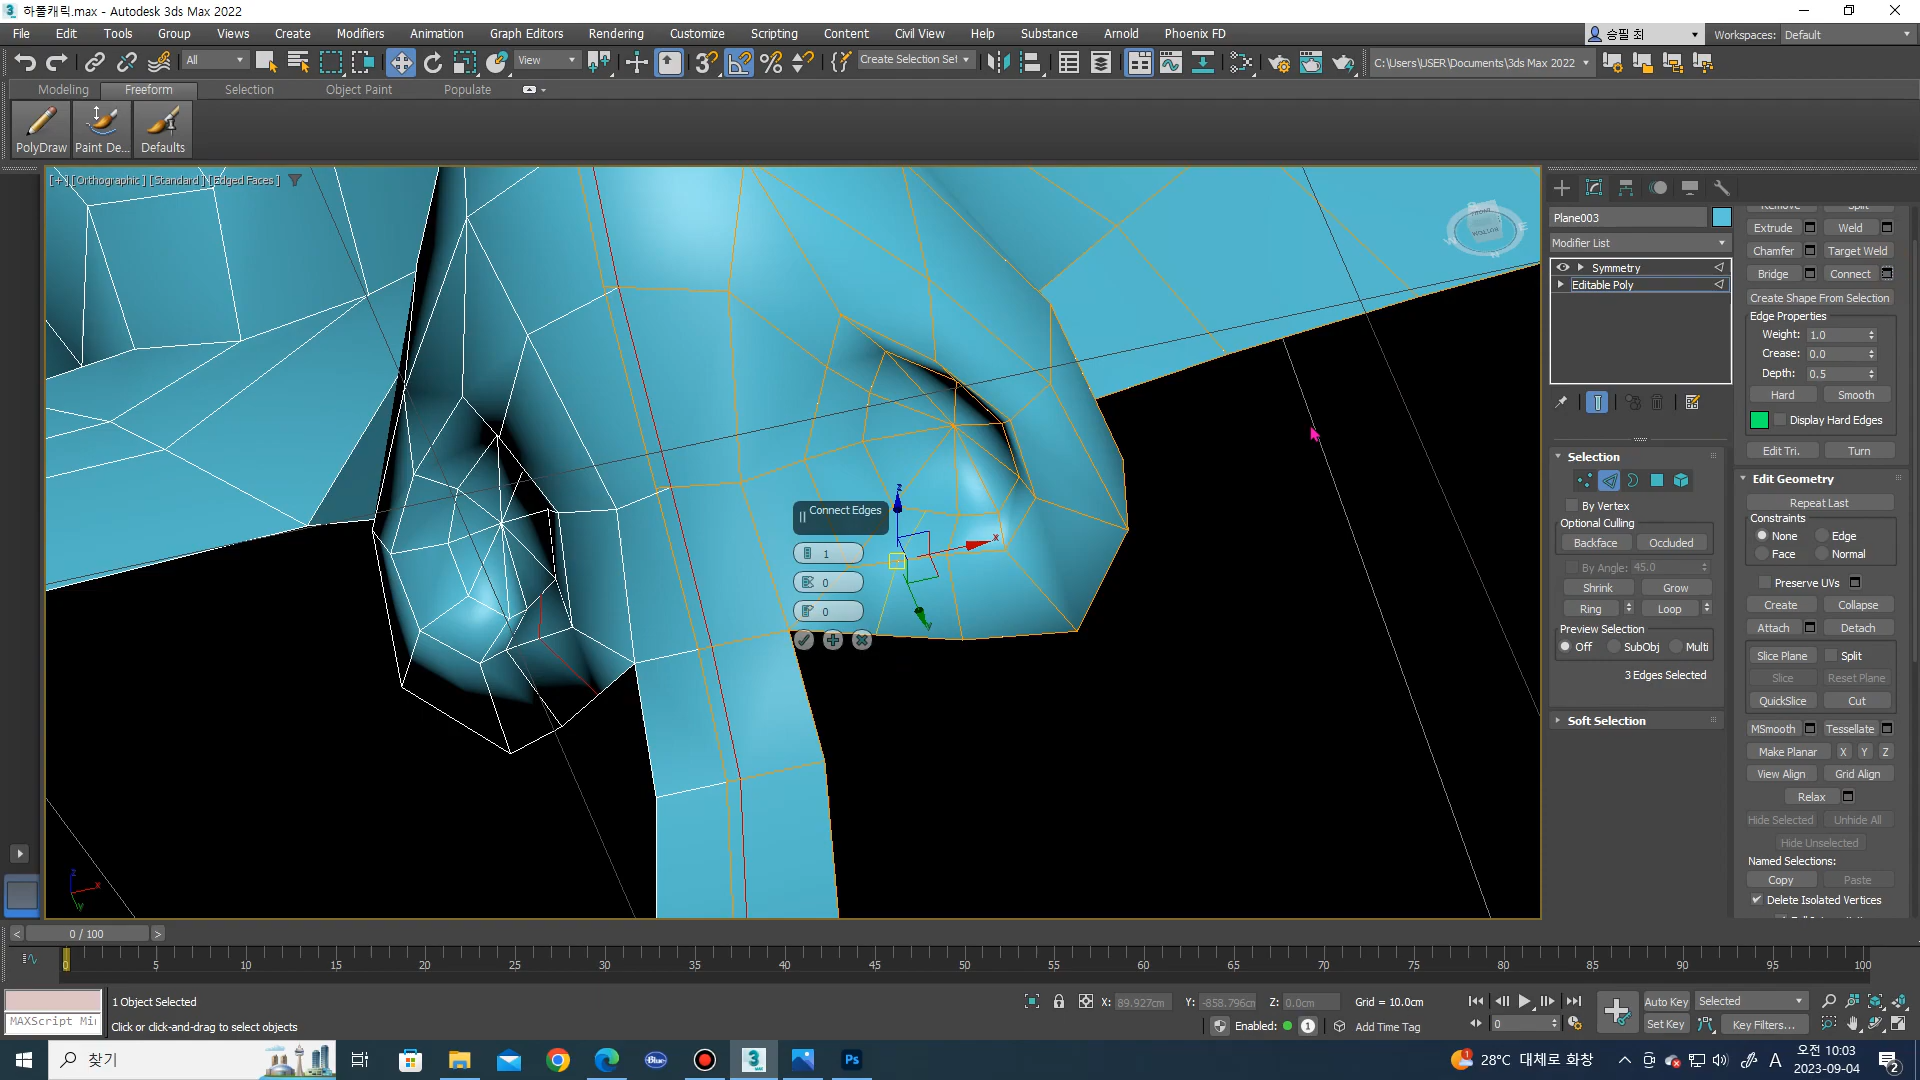 하폴캐릭.max - Autodesk 3ds Max 2022
File Edit Tools Group Views Create Modifiers Animation Graph Editors Rendering Customize Scripting Content Civil View Help Substance Arnold Phoenix FD
승필 최
Workspaces: Default
All
View
Create Selection Set
C:\Users\USER\Documents\3ds Max 2022
Modeling Freeform Selection Object Paint Populate
PolyDraw Paint De... Defaults
[+] [Orthographic] [Standard] [Edged Faces]
Connect Edges
1
0
0
Plane003
Modifier List
Symmetry
Editable Poly
Selection
By Vertex
Optional Culling
Backface Occluded
By Angle: 45.0
Shrink Grow
Ring Loop
Preview Selection
Off SubObj Multi
3 Edges Selected
Soft Selection
Remove Split
Extrude Weld
Chamfer Target Weld
Bridge Connect
Create Shape From Selection
Edge Properties
Weight: 1.0
Crease: 0.0
Depth: 0.5
Hard Smooth
Display Hard Edges
Edit Tri. Turn
Edit Geometry
Repeat Last
Constraints
None Edge
Face Normal
Preserve UVs
Create Collapse
Attach Detach
Slice Plane Split
Slice Reset Plane
QuickSlice Cut
MSmooth Tessellate
Make Planar X Y Z
View Align Grid Align
Relax
Hide Selected Unhide All
Hide Unselected
Named Selections:
Copy Paste
Delete Isolated Vertices
0 / 100
0 5 10 15 20 25 30 35 40 45 50 55 60 65 70 75 80 85 90 95 100
1 Object Selected
MAXScript Mi
Click or click-and-drag to select objects
X: 89.927cm Y: -858.796cm Z: 0.0cm Grid = 10.0cm
Enabled: 1 Add Time Tag
Auto Key Selected
Set Key Key Filters...
0
찾기
28°C 대체로 화창
A
오전 10:03
2023-09-04
2